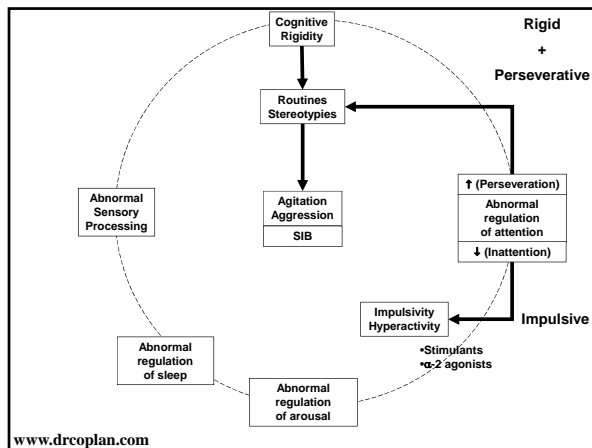 Cognitive
Rigidity
Rigid
+
Perseverative
Routines
Stereotypes
↑ (Perseveration)
Abnormal
regulation
of attention
↓ (Inattention)
Abnormal
Sensory
Processing
Agitation
Aggression
SIB
Impulsivity
Hyperactivity
Impulsive
•Stimulants
•α-2 agonists
Abnormal
regulation
of sleep
Abnormal
regulation
of arousal
www.drcoplan.com